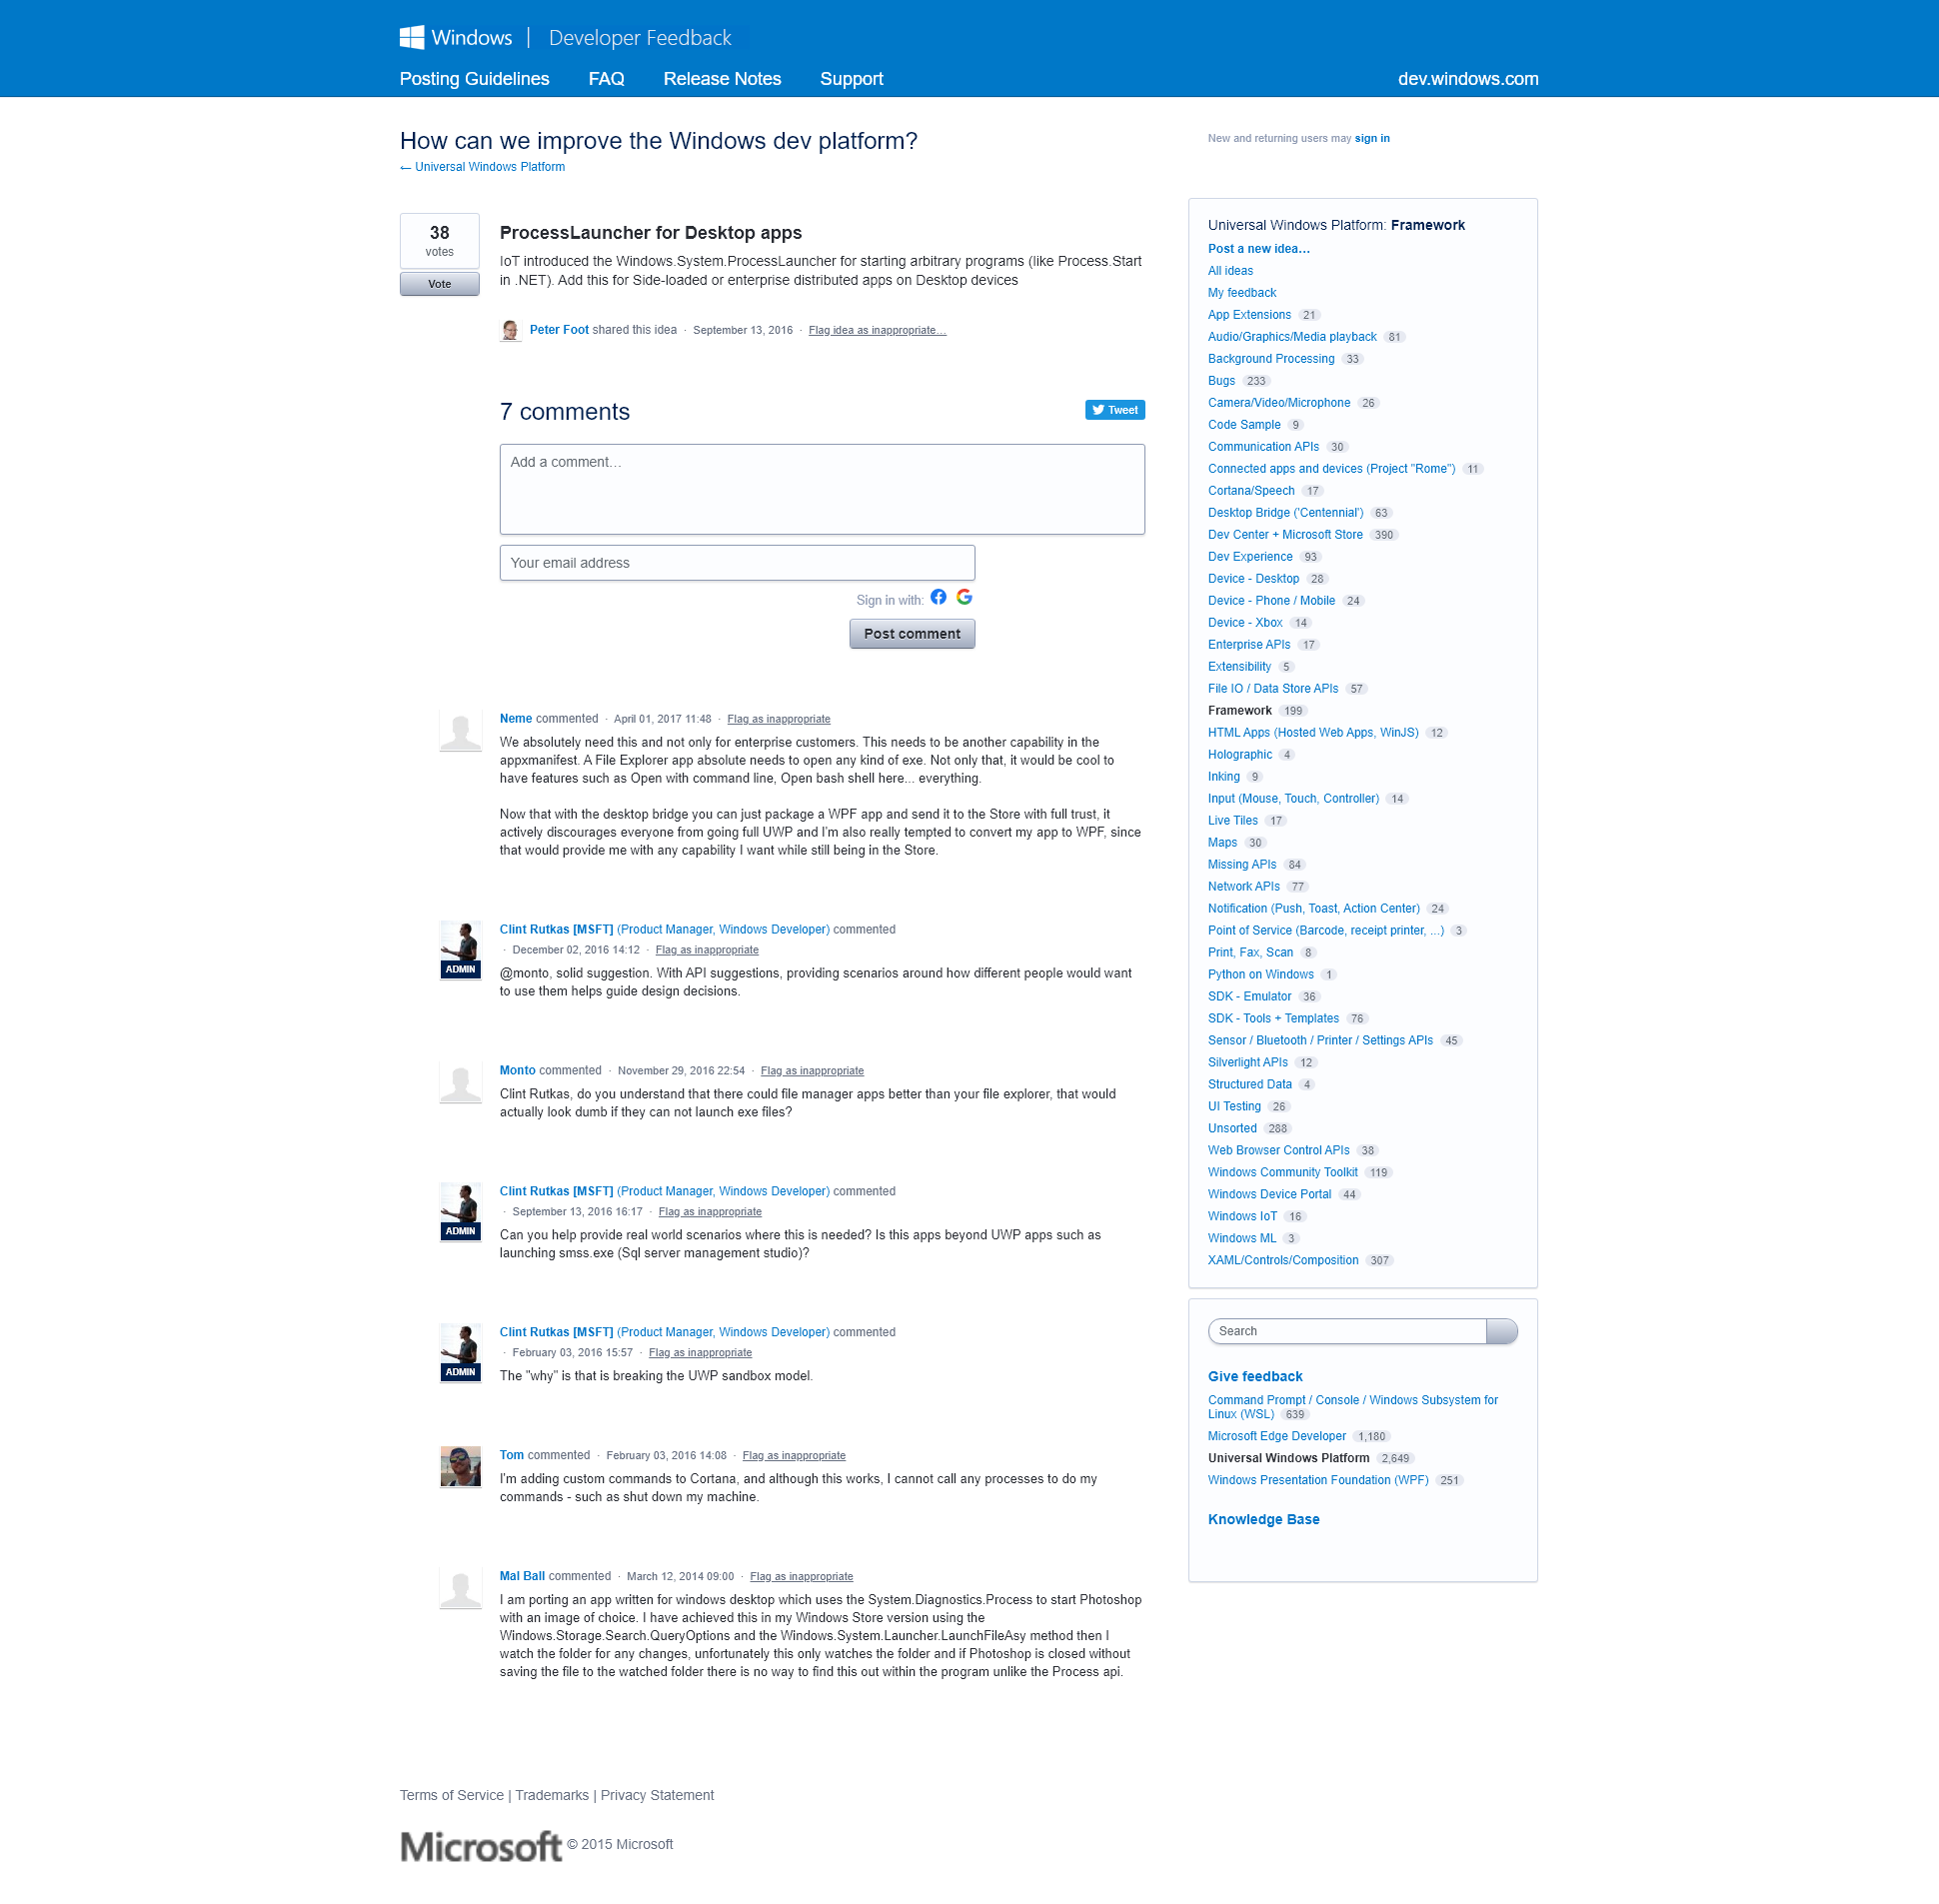 Windows | Developer Feedback
Posting Guidelines FAQ Release Notes Support dev.windows.com
How can we improve the Windows dev platform?
← Universal Windows Platform
New and returning users may sign in
38
votes
Vote
ProcessLauncher for Desktop apps
IoT introduced the Windows.System.ProcessLauncher for starting arbitrary programs (like Process.Start
in .NET). Add this for Side-loaded or enterprise distributed apps on Desktop devices
Peter Foot shared this idea · September 13, 2016 · Flag idea as inappropriate…
7 comments
Tweet
Add a comment…
Your email address
Sign in with:
Post comment
Neme commented · April 01, 2017 11:48 · Flag as inappropriate
We absolutely need this and not only for enterprise customers. This needs to be another capability in the
appxmanifest. A File Explorer app absolute needs to open any kind of exe. Not only that, it would be cool to
have features such as Open with command line, Open bash shell here... everything.
Now that with the desktop bridge you can just package a WPF app and send it to the Store with full trust, it
actively discourages everyone from going full UWP and I'm also really tempted to convert my app to WPF, since
that would provide me with any capability I want while still being in the Store.
ADMIN
Clint Rutkas [MSFT] (Product Manager, Windows Developer) commented
· December 02, 2016 14:12 · Flag as inappropriate
@monto, solid suggestion. With API suggestions, providing scenarios around how different people would want
to use them helps guide design decisions.
Monto commented · November 29, 2016 22:54 · Flag as inappropriate
Clint Rutkas, do you understand that there could file manager apps better than your file explorer, that would
actually look dumb if they can not launch exe files?
ADMIN
Clint Rutkas [MSFT] (Product Manager, Windows Developer) commented
· September 13, 2016 16:17 · Flag as inappropriate
Can you help provide real world scenarios where this is needed? Is this apps beyond UWP apps such as
launching smss.exe (Sql server management studio)?
ADMIN
Clint Rutkas [MSFT] (Product Manager, Windows Developer) commented
· February 03, 2016 15:57 · Flag as inappropriate
The "why" is that is breaking the UWP sandbox model.
Tom commented · February 03, 2016 14:08 · Flag as inappropriate
I'm adding custom commands to Cortana, and although this works, I cannot call any processes to do my
commands - such as shut down my machine.
Mal Ball commented · March 12, 2014 09:00 · Flag as inappropriate
I am porting an app written for windows desktop which uses the System.Diagnostics.Process to start Photoshop
with an image of choice. I have achieved this in my Windows Store version using the
Windows.Storage.Search.QueryOptions and the Windows.System.Launcher.LaunchFileAsy method then I
watch the folder for any changes, unfortunately this only watches the folder and if Photoshop is closed without
saving the file to the watched folder there is no way to find this out within the program unlike the Process api.
Universal Windows Platform: Framework
Post a new idea…
All ideas
My feedback
App Extensions 21
Audio/Graphics/Media playback 81
Background Processing 33
Bugs 233
Camera/Video/Microphone 26
Code Sample 9
Communication APIs 30
Connected apps and devices (Project "Rome") 11
Cortana/Speech 17
Desktop Bridge ('Centennial') 63
Dev Center + Microsoft Store 390
Dev Experience 93
Device - Desktop 28
Device - Phone / Mobile 24
Device - Xbox 14
Enterprise APIs 17
Extensibility 5
File IO / Data Store APIs 57
Framework 199
HTML Apps (Hosted Web Apps, WinJS) 12
Holographic 4
Inking 9
Input (Mouse, Touch, Controller) 14
Live Tiles 17
Maps 30
Missing APIs 84
Network APIs 77
Notification (Push, Toast, Action Center) 24
Point of Service (Barcode, receipt printer, ...) 3
Print, Fax, Scan 8
Python on Windows 1
SDK - Emulator 36
SDK - Tools + Templates 76
Sensor / Bluetooth / Printer / Settings APIs 45
Silverlight APIs 12
Structured Data 4
UI Testing 26
Unsorted 288
Web Browser Control APIs 38
Windows Community Toolkit 119
Windows Device Portal 44
Windows IoT 16
Windows ML 3
XAML/Controls/Composition 307
Search
Give feedback
Command Prompt / Console / Windows Subsystem for
Linux (WSL) 639
Microsoft Edge Developer 1,180
Universal Windows Platform 2,649
Windows Presentation Foundation (WPF) 251
Knowledge Base
Terms of Service | Trademarks | Privacy Statement
Microsoft © 2015 Microsoft